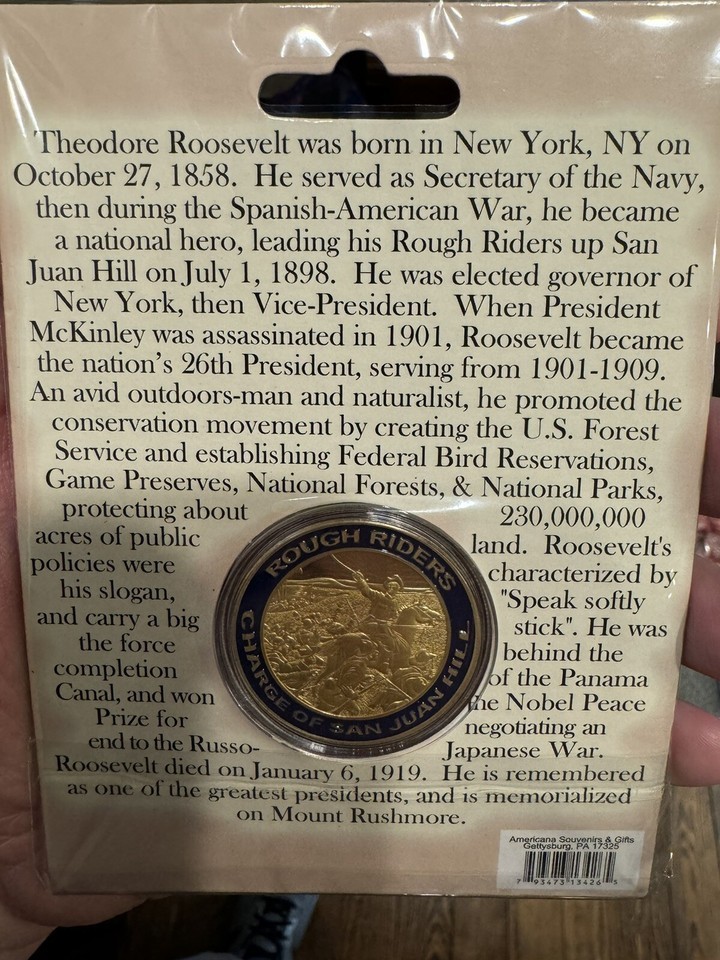 Theodore Roosevelt was born in New York, NY on
October 27, 1858. He served as Secretary of the Navy,
then during the Spanish-American War, he became
a national hero, leading his Rough Riders up San
Juan Hill on July 1, 1898. He was elected governor of
New York, then Vice-President. When President
McKinley was assassinated in 1901, Roosevelt became
the nation's 26th President, serving from 1901-1909.
An avid outdoors-man and naturalist, he promoted the
conservation movement by creating the U.S. Forest
Service and establishing Federal Bird Reservations,
Game Preserves, National Forests, & National Parks,
protecting about 230,000,000
acres of public land. Roosevelt's
policies were characterized by
his slogan, "Speak softly
and carry a big stick". He was
the force behind the
completion of the Panama
Canal, and won the Nobel Peace
Prize for negotiating an
end to the Russo- Japanese War.
Roosevelt died on January 6, 1919. He is remembered
as one of the greatest presidents, and is memorialized
on Mount Rushmore.
ROUGH RIDERS
CHARGE OF SAN JUAN HILL
Americana Souvenirs & Gifts
Gettysburg, PA 17325
7 93473 13426 5